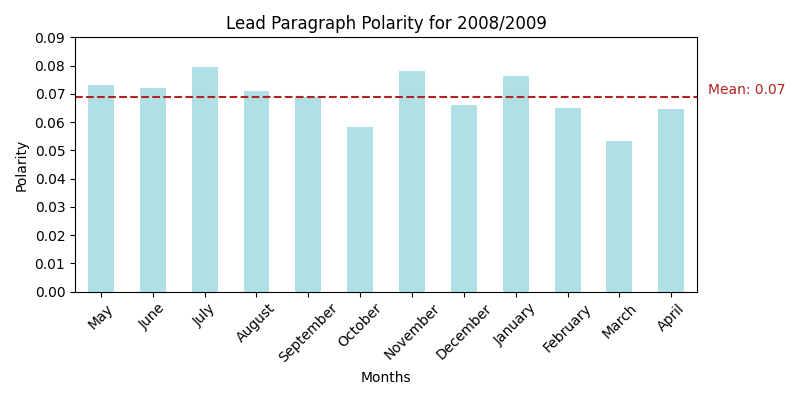 Lead Paragraph Polarity for 2008/2009
0.09
0.08
0.07
0.06
0.05
0.04
0.03
0.02
0.01
0.00
Polarity
Mean: 0.07
May
June
July
August
September
October
November
December
January
February
March
April
Months